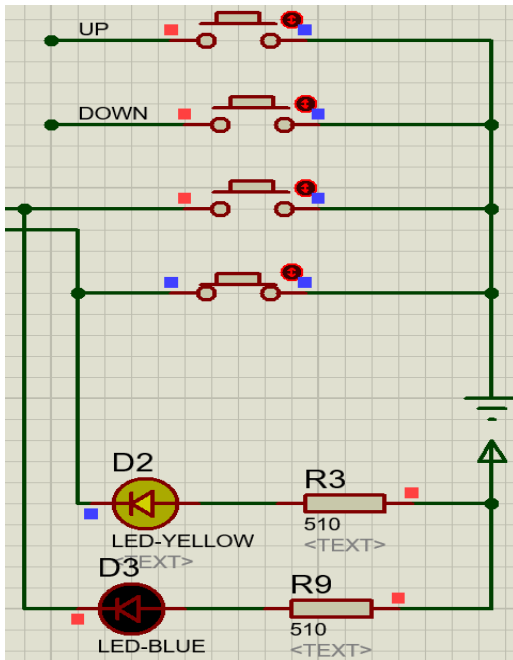 UP
DOWN
D2
R3
LED-YELLOW
510
<TEXT>
<TEXT>
D3
R9
LED-BLUE
510
<TEXT>